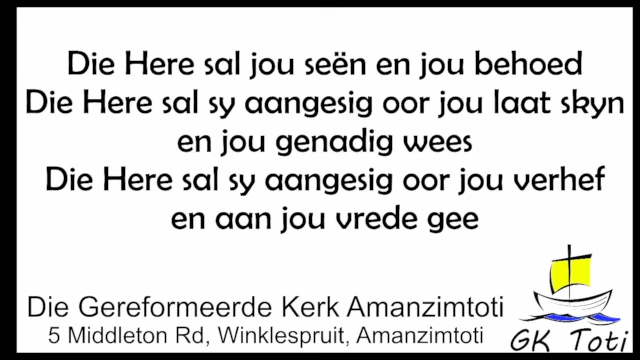 Die Here sal jou seën en jou behoed
Die Here sal sy aangesig oor jou laat skyn
en jou genadig wees
Die Here sal sy aangesig oor jou verhef
en aan jou vrede gee
Die Gereformeerde Kerk Amanzimtoti
5 Middleton Rd, Winklespruit, Amanzimtoti
GK Toti